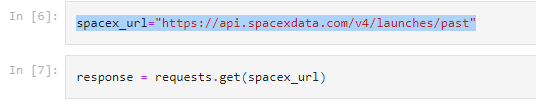 In [6]:
spacex_url="https://api.spacexdata.com/v4/launches/past"
In [7]:
response = requests.get(spacex_url)